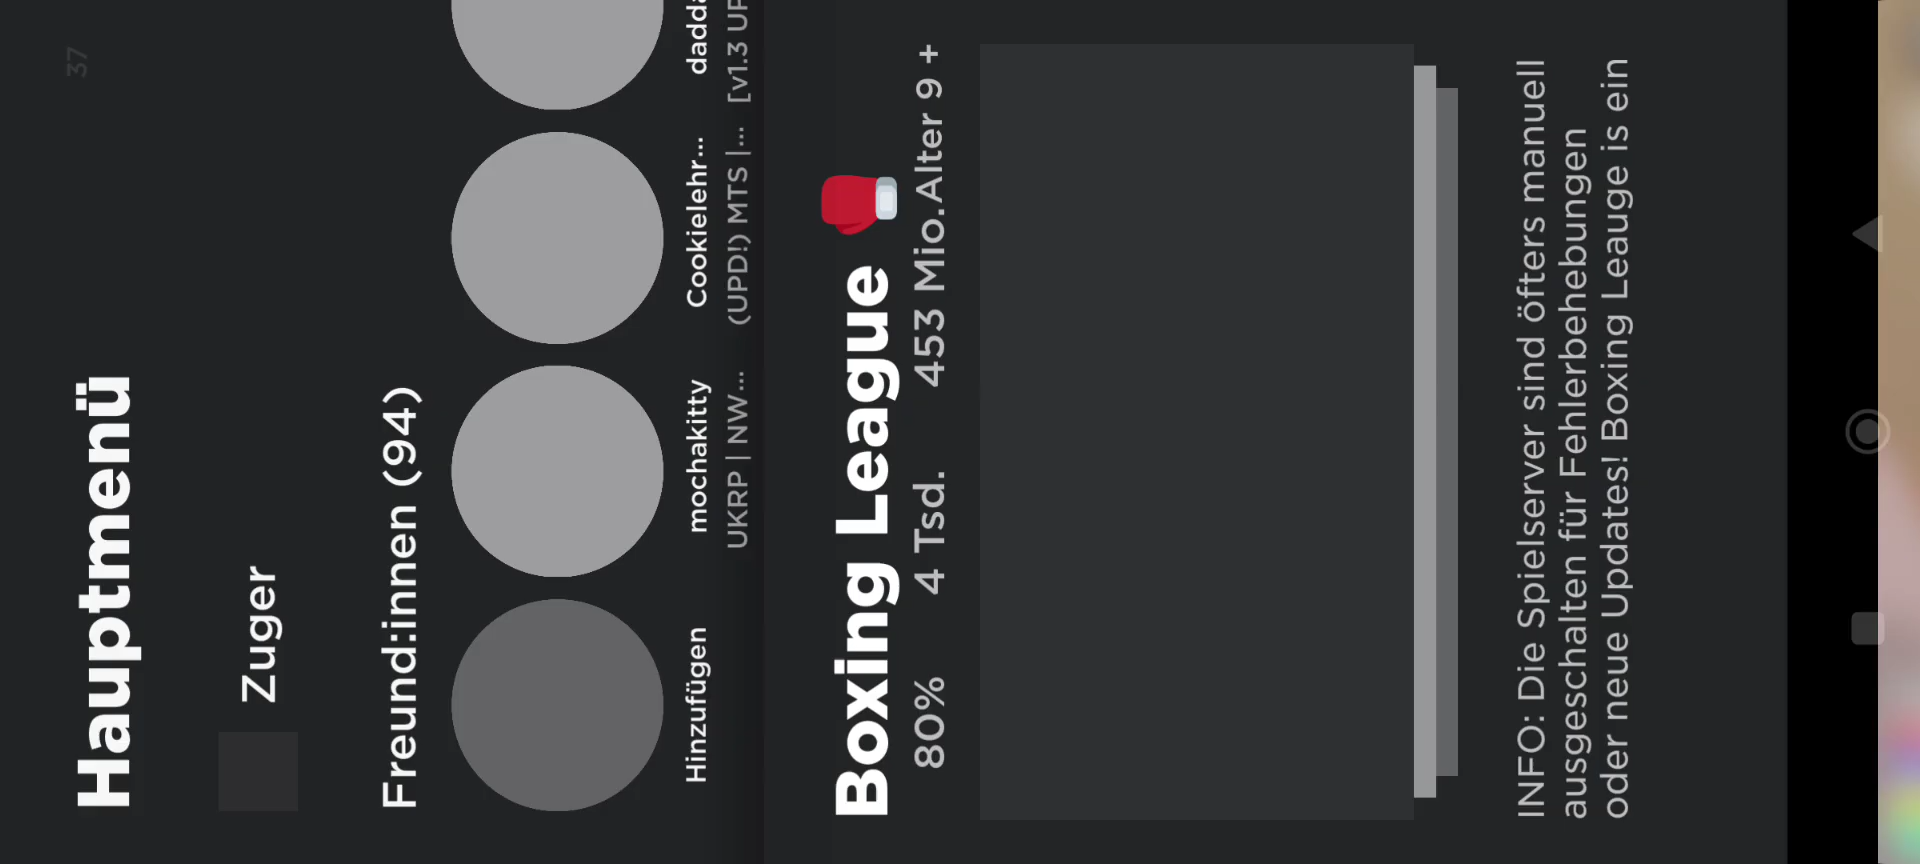 37
Hauptmenü
Zuger
Freund:innen (94)
Hinzufügen mochakitty Cookielehr... dadda
UKRP | NW... (UPD!) MTS |... [v1.3 UP
Boxing League 🥊
80% 4 Tsd. 453 Mio. Alter 9 +
INFO: Die Spielserver sind öfters manuell
ausgeschalten für Fehlerbehebungen
oder neue Updates! Boxing Leauge is ein